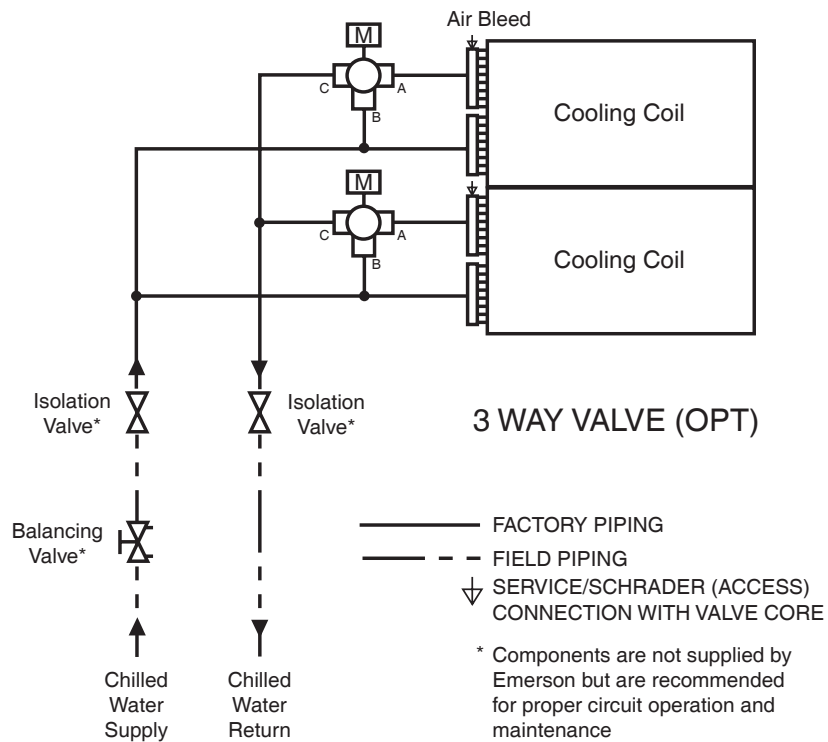 Air Bleed
M
C
A
B
Cooling Coil
M
C
A
B
Cooling Coil
Isolation
Valve*
Isolation
Valve*
3 WAY VALVE (OPT)
Balancing
Valve*
FACTORY PIPING
FIELD PIPING
SERVICE/SCHRADER (ACCESS)
CONNECTION WITH VALVE CORE
* Components are not supplied by
Emerson but are recommended
for proper circuit operation and
maintenance
Chilled
Water
Supply
Chilled
Water
Return